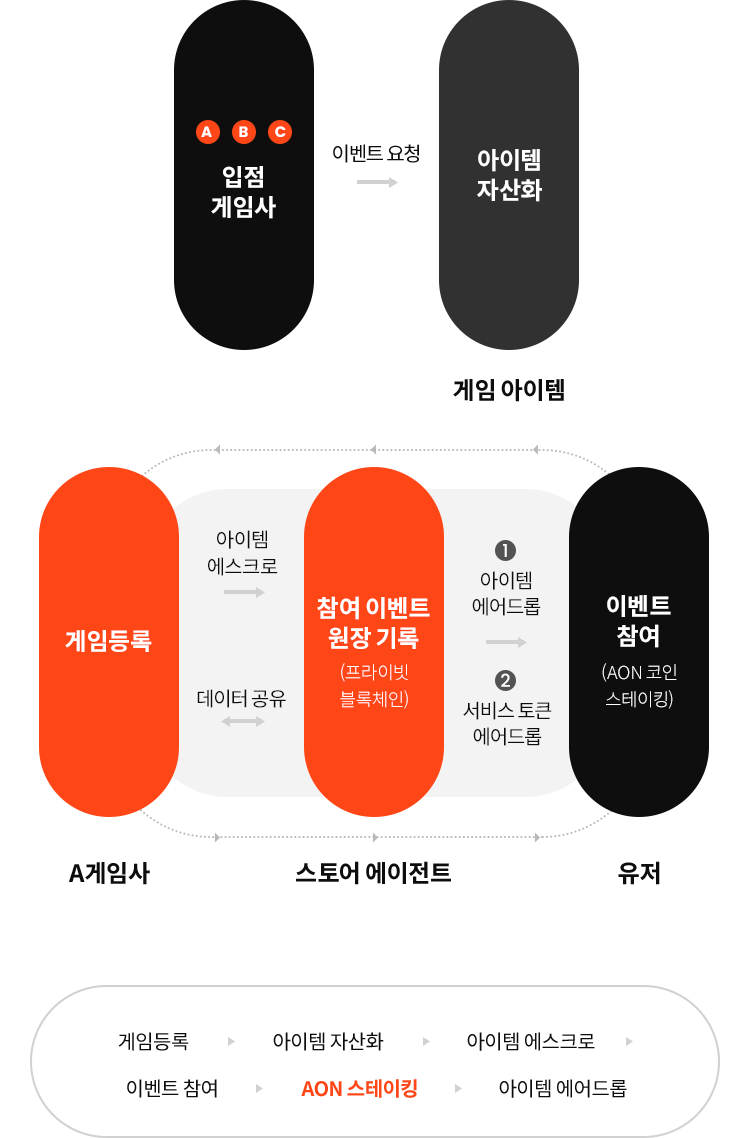 A B C
입점
게임사
이벤트 요청
아이템
자산화
게임 아이템
게임등록
아이템
에스크로
데이터 공유
참여 이벤트
원장 기록
(프라이빗
블록체인)
1
아이템
에어드롭
2
서비스 토큰
에어드롭
이벤트
참여
(AON 코인
스테이킹)
A게임사
스토어 에이전트
유저
게임등록 아이템 자산화 아이템 에스크로
이벤트 참여 AON 스테이킹 아이템 에어드롭